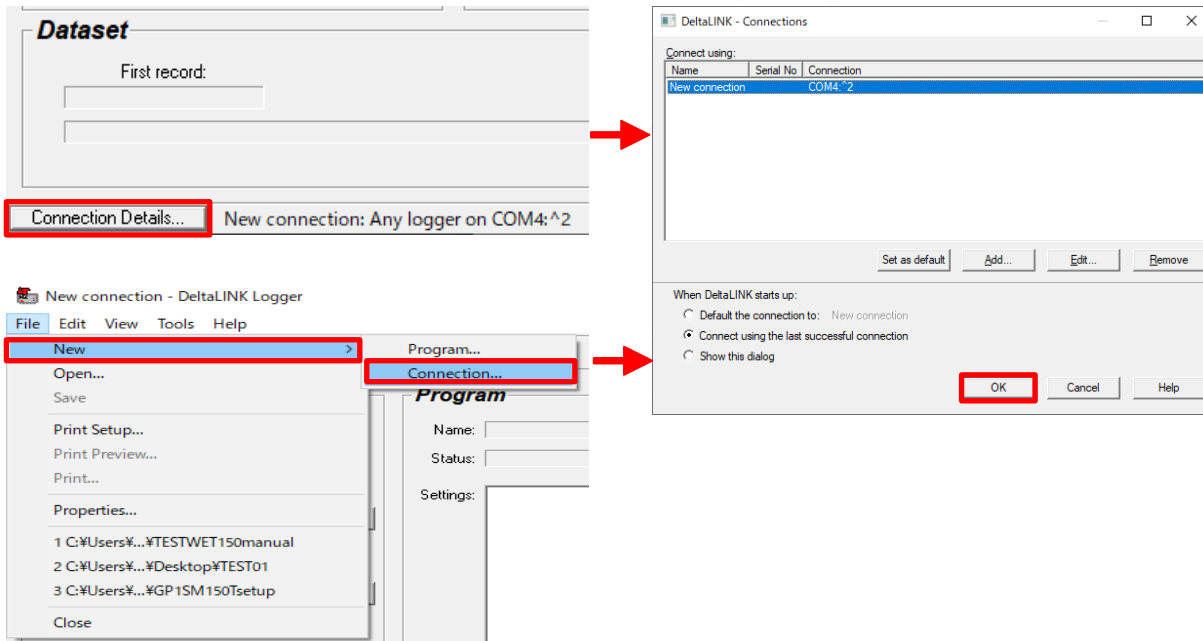 Dataset
First record:
Connection Details...
New connection: Any logger on COM4:^2
New connection - DeltaLINK Logger
File Edit View Tools Help
New >
Open...
Save
Print Setup...
Print Preview...
Print...
Properties...
1 C:¥Users¥...¥TESTWET150manual
2 C:¥Users¥...¥Desktop¥TEST01
3 C:¥Users¥...¥GP1SM150Tsetup
Close
Program...
Connection...
Program
Name:
Status:
Settings:
DeltaLINK - Connections
Connect using:
Name Serial No Connection
New connection COM4:^2
Set as default Add... Edit... Remove
When DeltaLINK starts up:
Default the connection to: New connection
Connect using the last successful connection
Show this dialog
OK Cancel Help